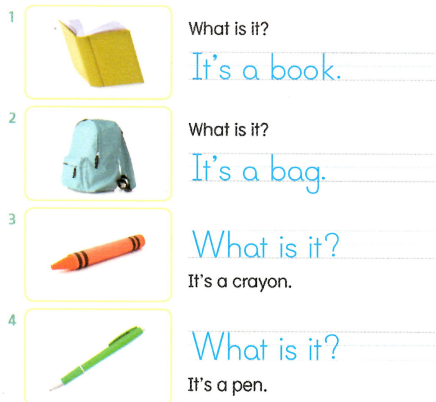 1
What is it?
It's a book.
2
What is it?
It's a bag.
3
What is it?
It's a crayon.
4
What is it?
It's a pen.